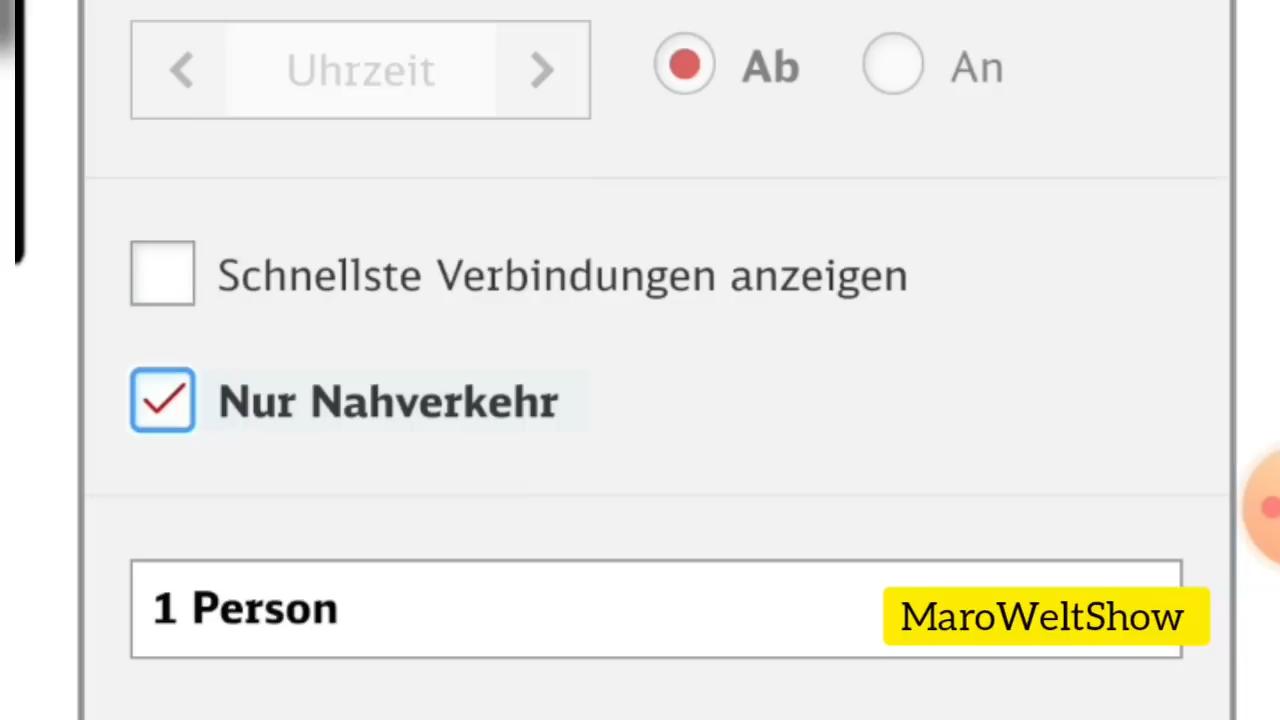 Uhrzeit Ab An
Schnellste Verbindungen anzeigen
Nur Nahverkehr
1 Person
MaroWeltShow